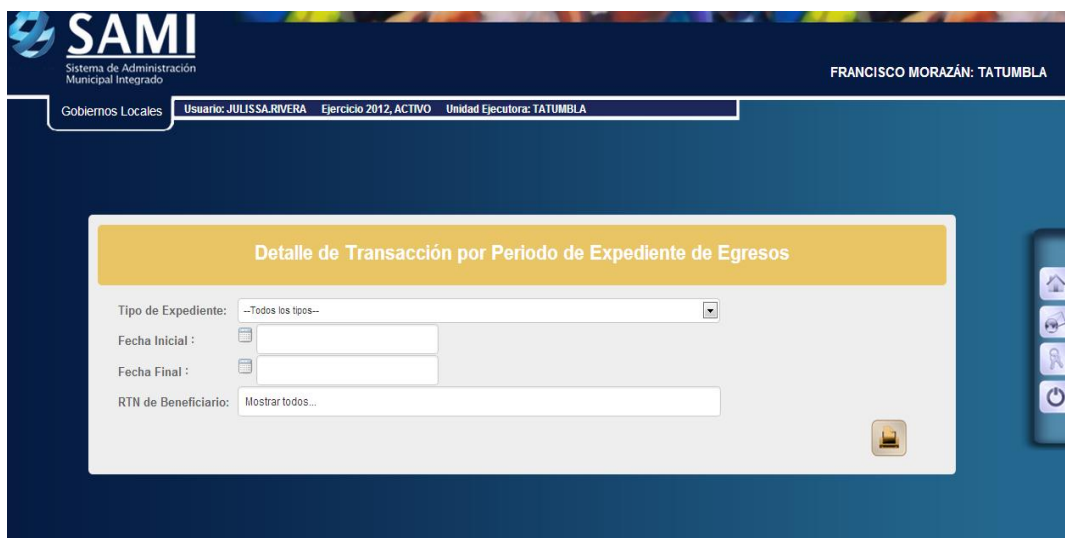 SAMI
Sistema de Administración
Municipal Integrado
FRANCISCO MORAZÁN: TATUMBLA
Gobiernos Locales
Usuario: JULISSA.RIVERA Ejercicio 2012, ACTIVO Unidad Ejecutora: TATUMBLA
Detalle de Transacción por Periodo de Expediente de Egresos
Tipo de Expediente: --Todos los tipos--
Fecha Inicial :
Fecha Final :
RTN de Beneficiario: Mostrar todos...